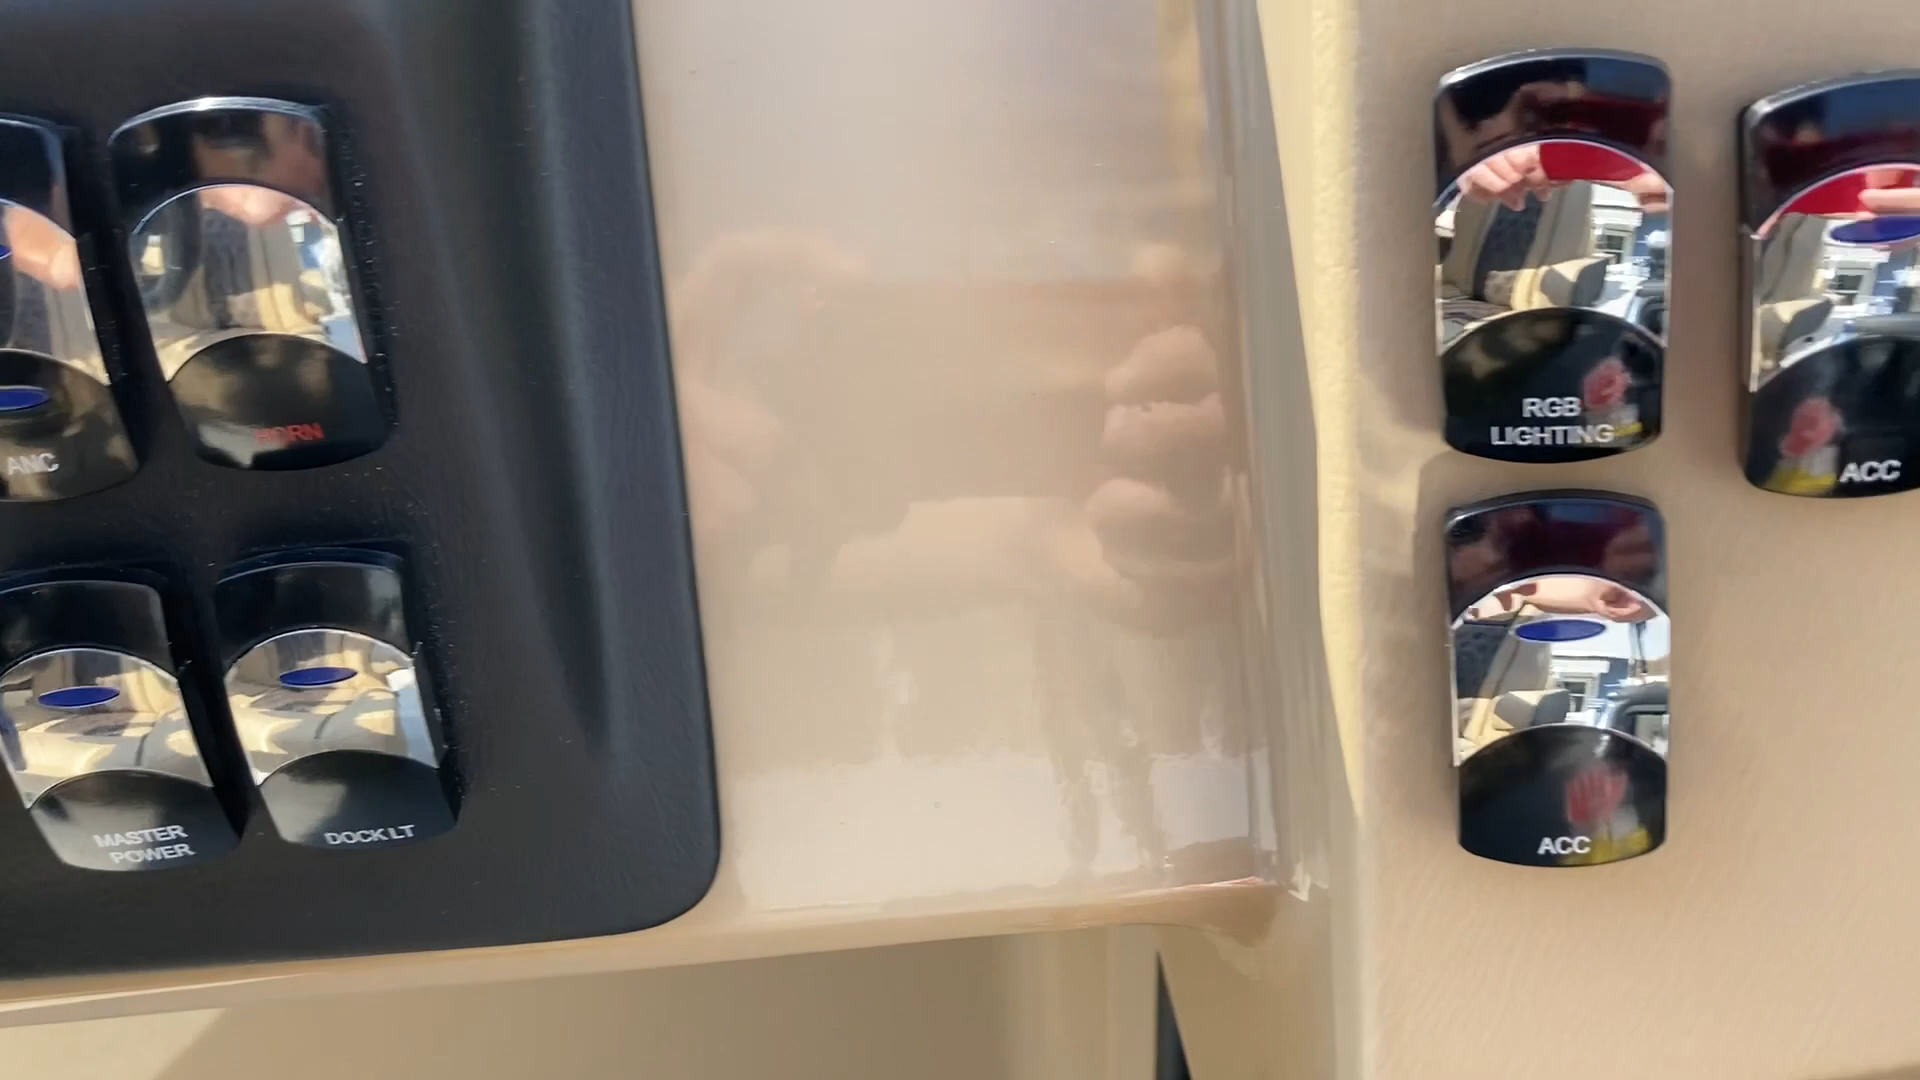 ANC
HORN
MASTER
POWER
DOCK LT
RGB
LIGHTING
ACC
ACC